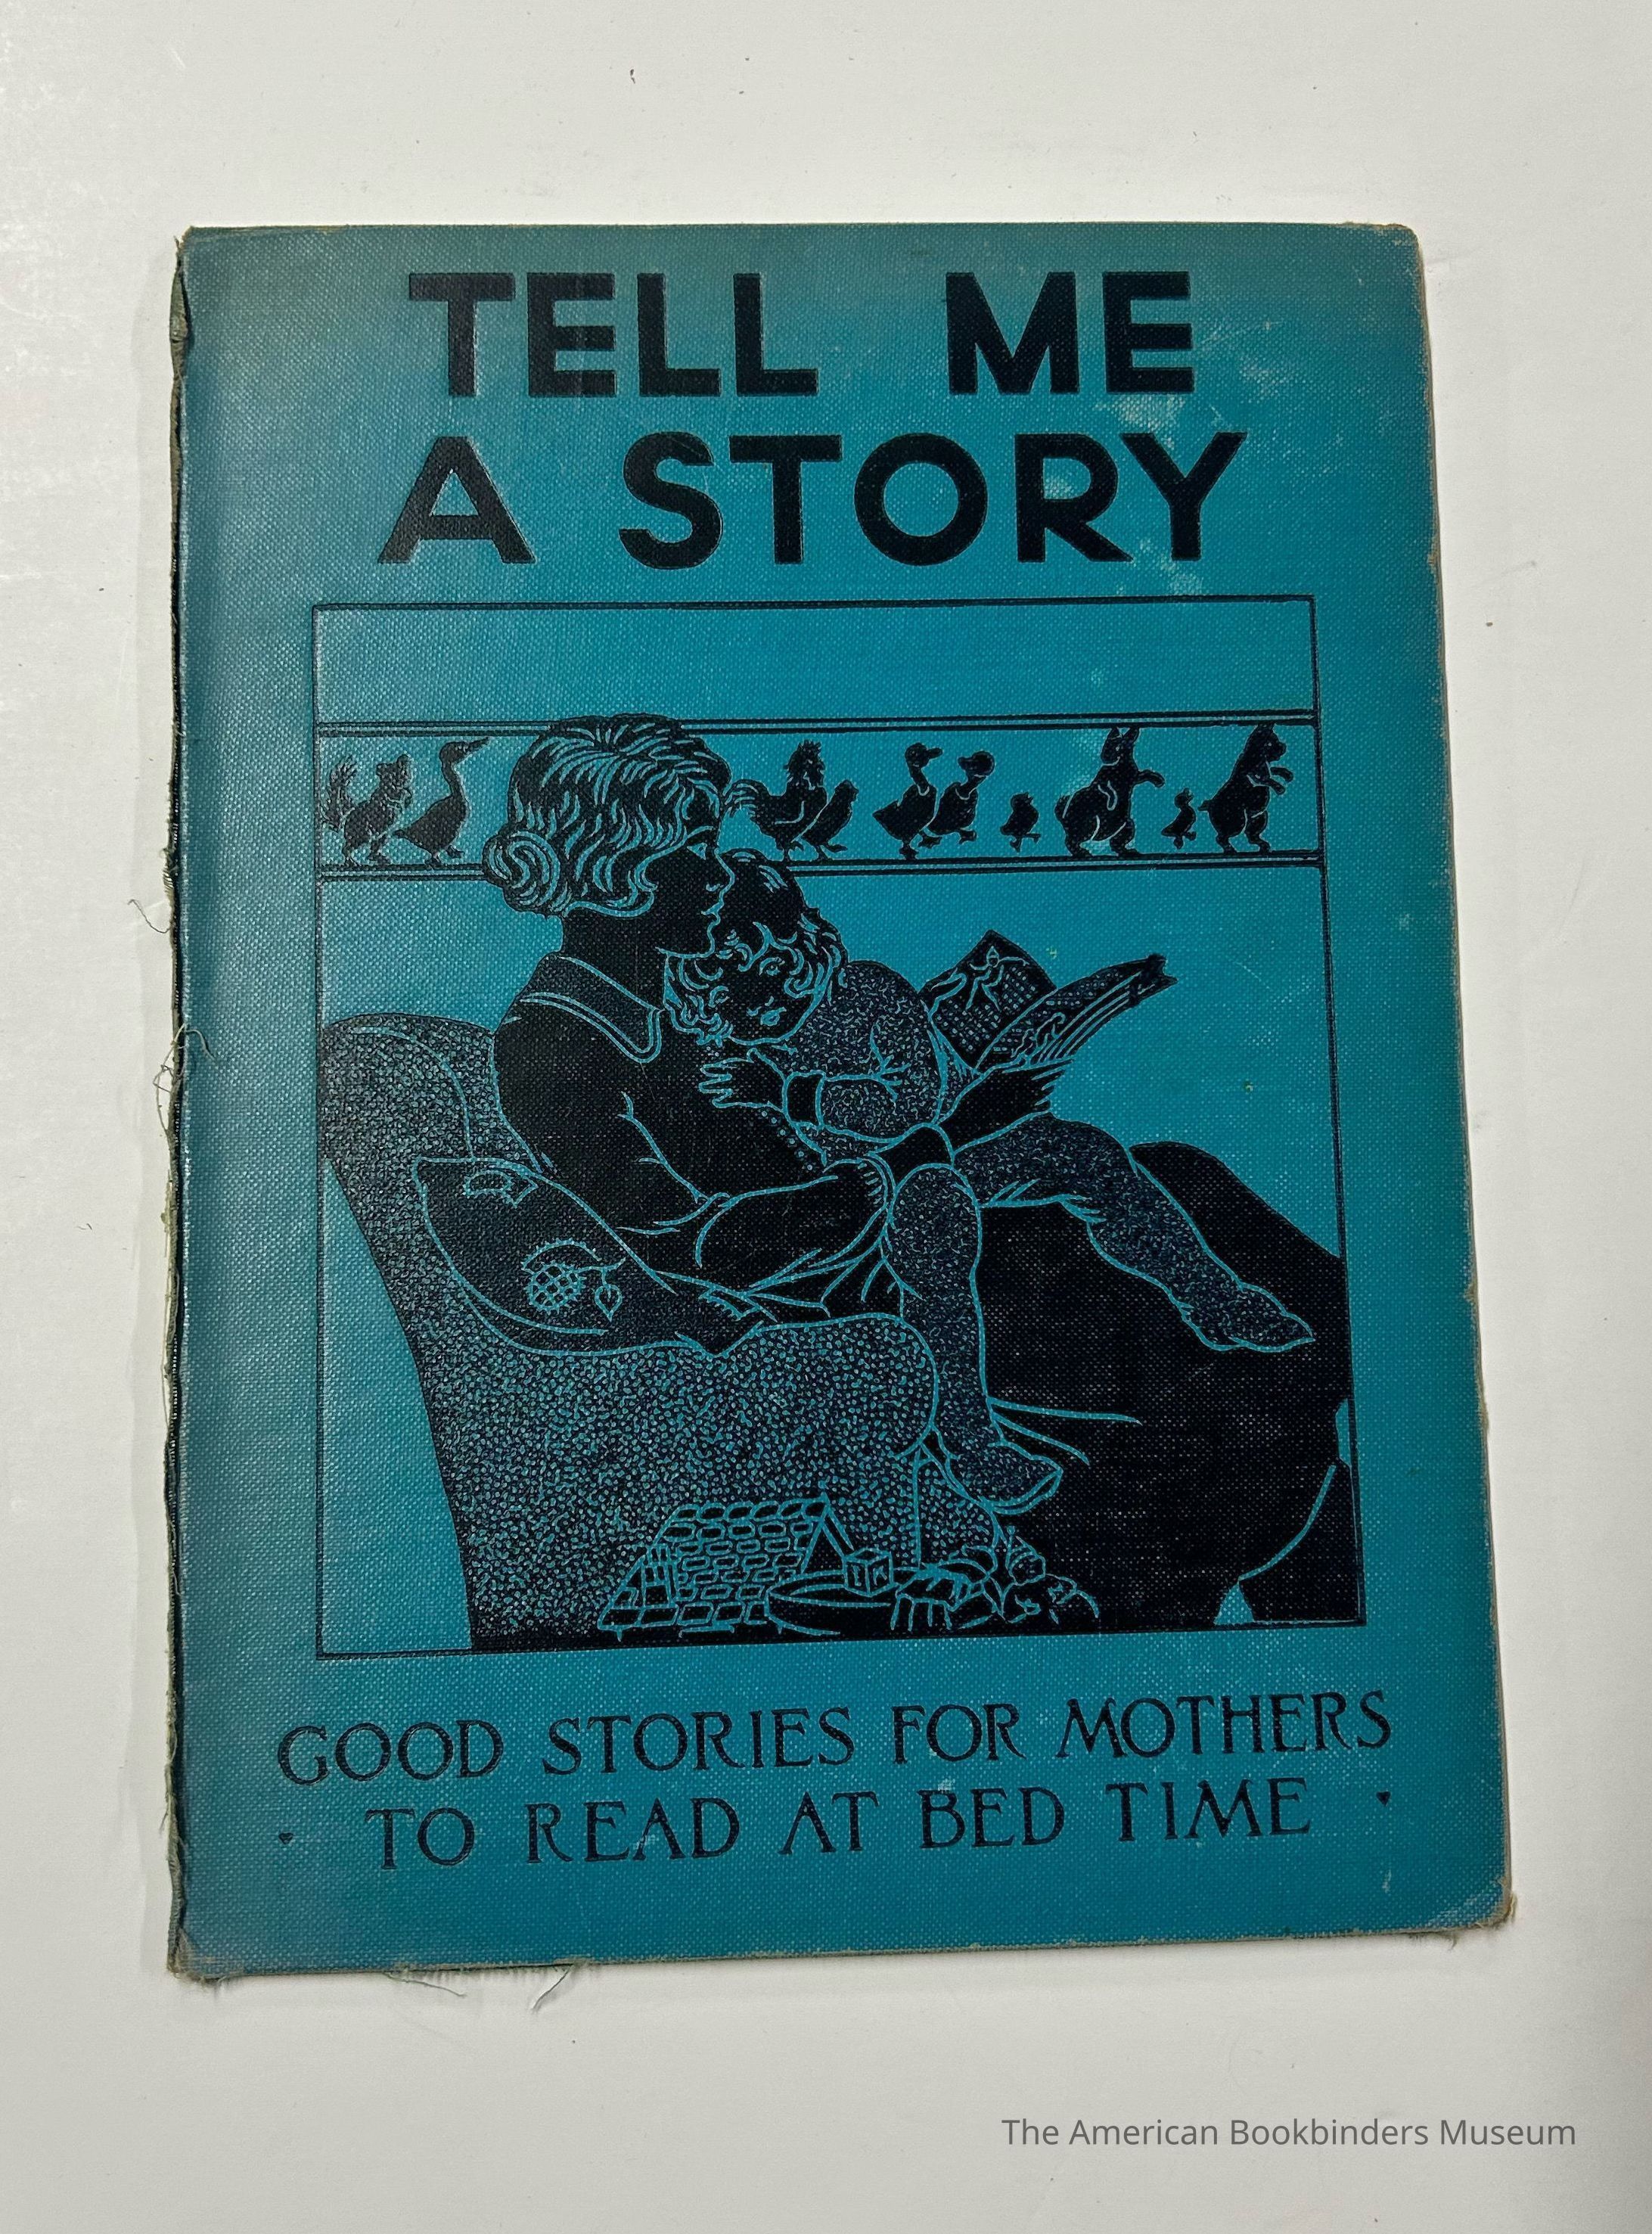 TELL ME
A STORY
GOOD STORIES FOR MOTHERS
TO READ AT BED TIME
The American Bookbinders Museum